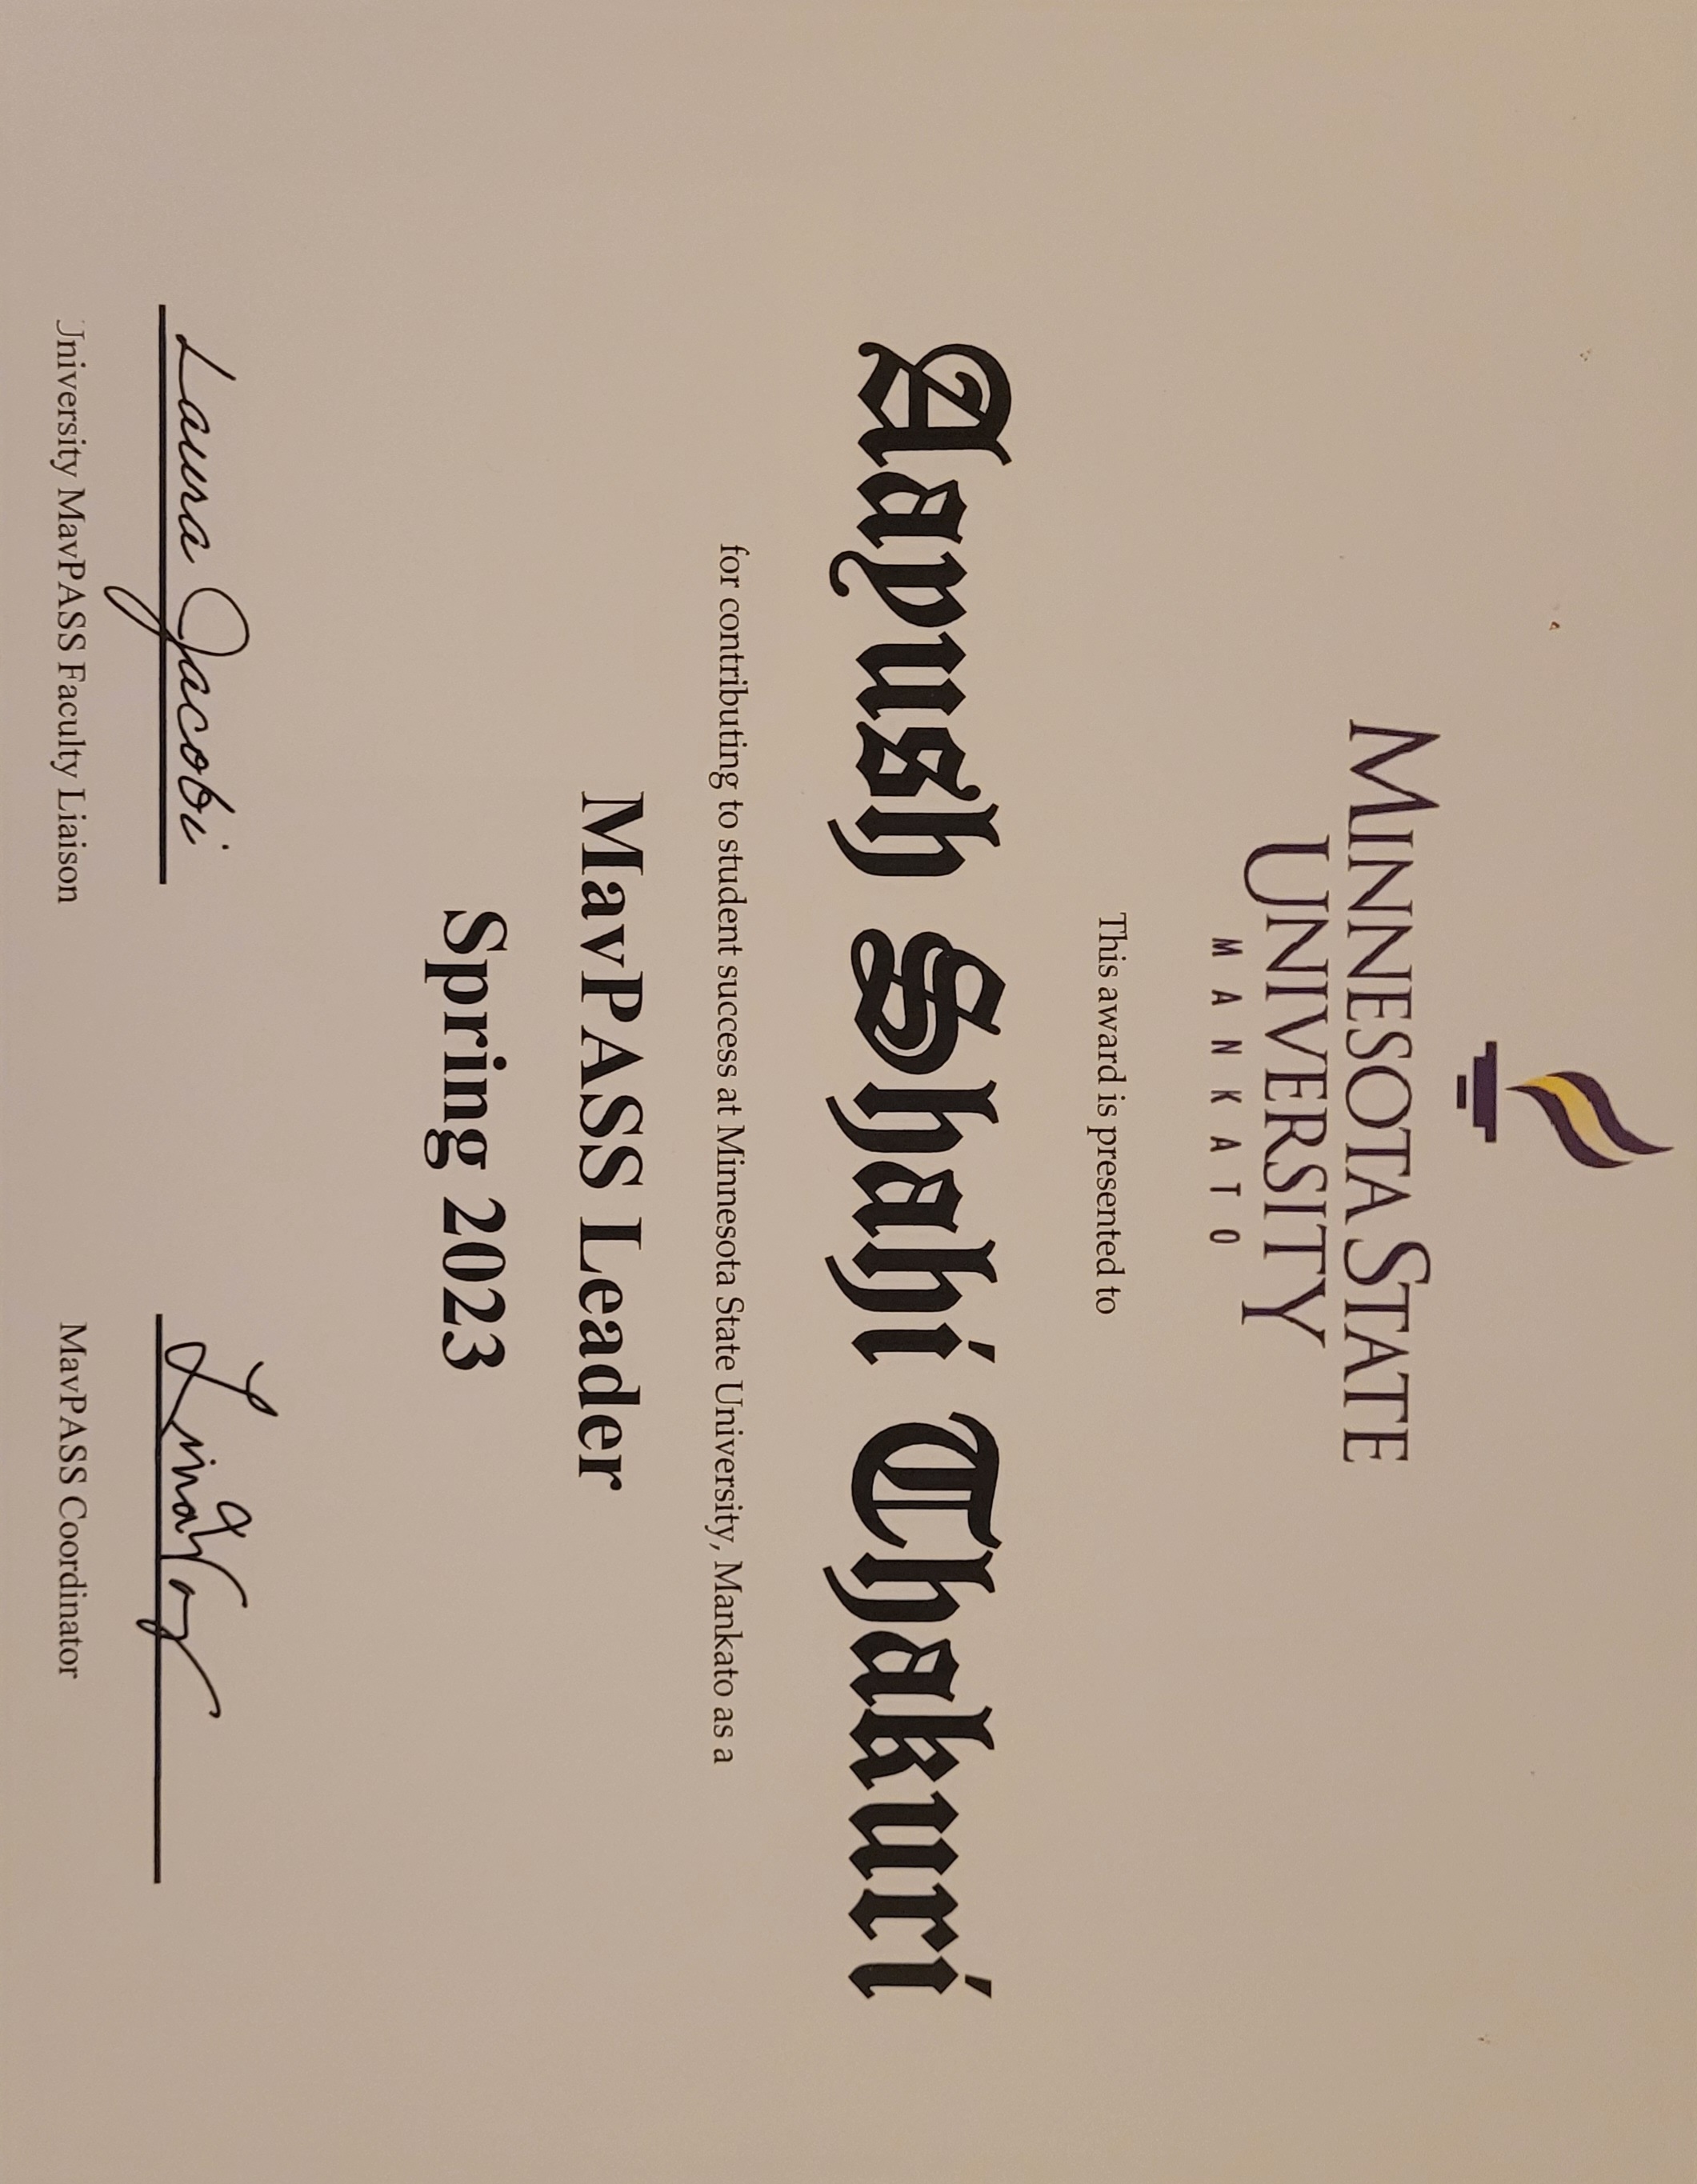 MINNESOTA STATE
UNIVERSITY
MANKATO
This award is presented to
Aayush Shahi Thakuri
for contributing to student success at Minnesota State University, Mankato as a
MavPASS Leader
Spring 2023
Laura Jacobi
University MavPASS Faculty Liaison
MavPASS Coordinator